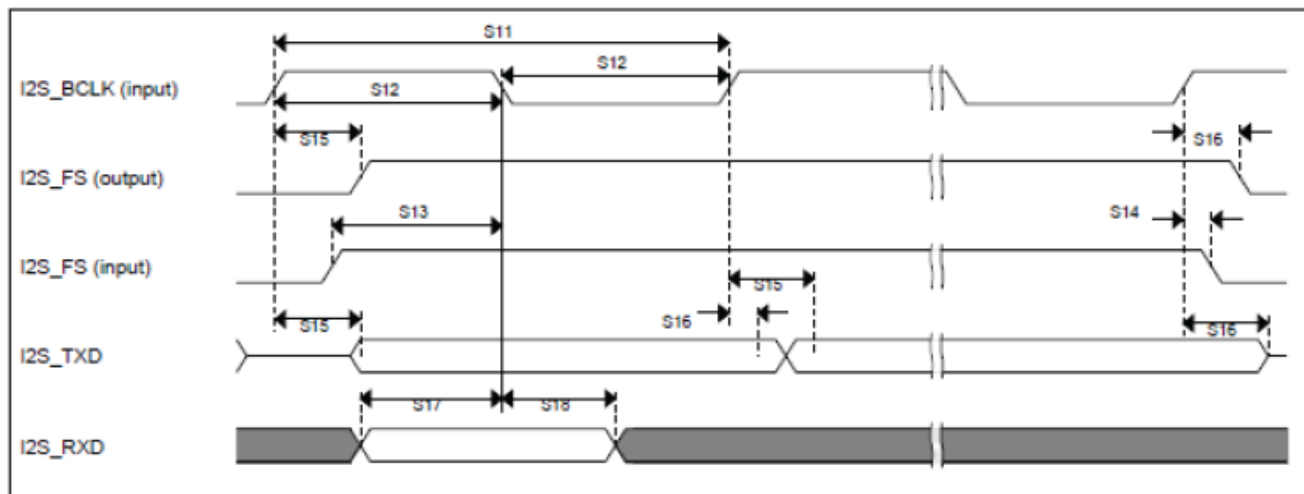 S11
S12
I2S_BCLK (input)
S12
S15
S16
I2S_FS (output)
S13
S14
I2S_FS (input)
S15
S15
S16
S16
I2S_TXD
S17
S18
I2S_RXD